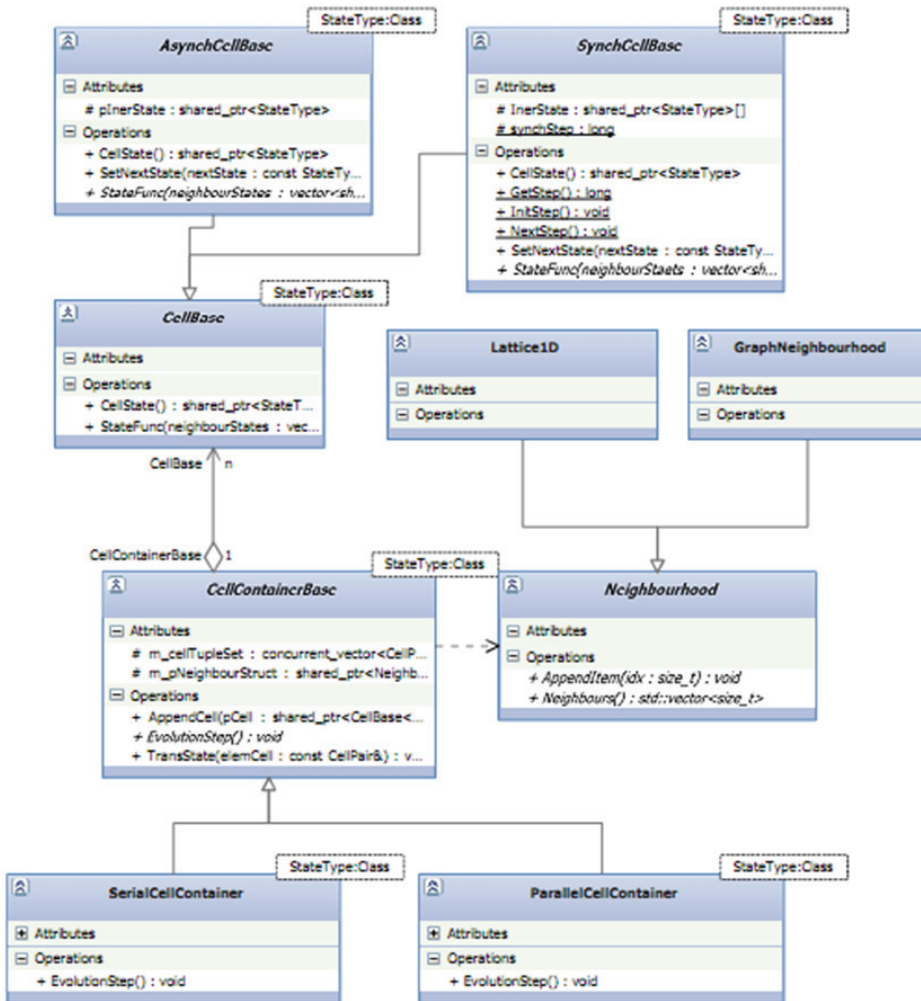 StateType:Class
AsynchCellBase
Attributes
# pInerState : shared_ptr<StateType>
Operations
+ CellState() : shared_ptr<StateType>
+ SetNextState(nextState : const StateTy...
+ StateFunc(neighbourStates : vector<sh...
StateType:Class
SynchCellBase
Attributes
# InerState : shared_ptr<StateType>[]
# synchStep : long
Operations
+ CellState() : shared_ptr<StateType>
+ GetStep() : long
+ InitStep() : void
+ NextStep() : void
+ SetNextState(nextState : const StateTy...
+ StateFunc(neighbourStaets : vector<sh...
StateType:Class
CellBase
Attributes
Operations
+ CellState() : shared_ptr<StateT...
+ StateFunc(neighbourStates : vec...
Lattice1D
Attributes
Operations
GraphNeighbourhood
Attributes
Operations
CellBase
n
CellContainerBase
1
StateType:Class
CellContainerBase
Attributes
# m_cellTupleSet : concurrent_vector<CellP...
# m_pNeighbourStruct : shared_ptr<Neighb...
Operations
+ AppendCell(pCell : shared_ptr<CellBase<...
+ EvolutionStep() : void
+ TransState(elemCell : const CellPair&) : v...
Neighbourhood
Attributes
Operations
+ AppendItem(idx : size_t) : void
+ Neighbours() : std::vector<size_t>
StateType:Class
SerialCellContainer
Attributes
Operations
+ EvolutionStep() : void
StateType:Class
ParallelCellContainer
Attributes
Operations
+ EvolutionStep() : void